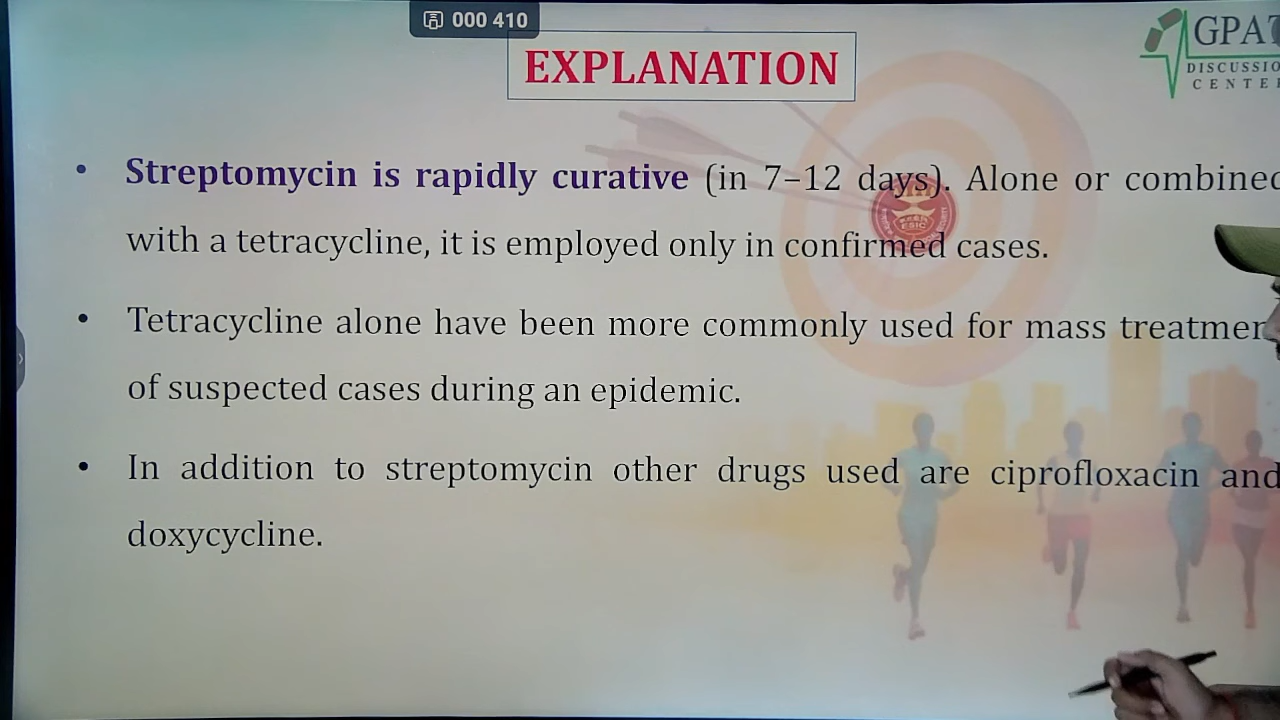 000 410
EXPLANATION
GPAT
DISCUSSIO
CENTE
• Streptomycin is rapidly curative (in 7–12 days). Alone or combined
with a tetracycline, it is employed only in confirmed cases.
• Tetracycline alone have been more commonly used for mass treatmen
of suspected cases during an epidemic.
• In addition to streptomycin other drugs used are ciprofloxacin and
doxycycline.
ESIC